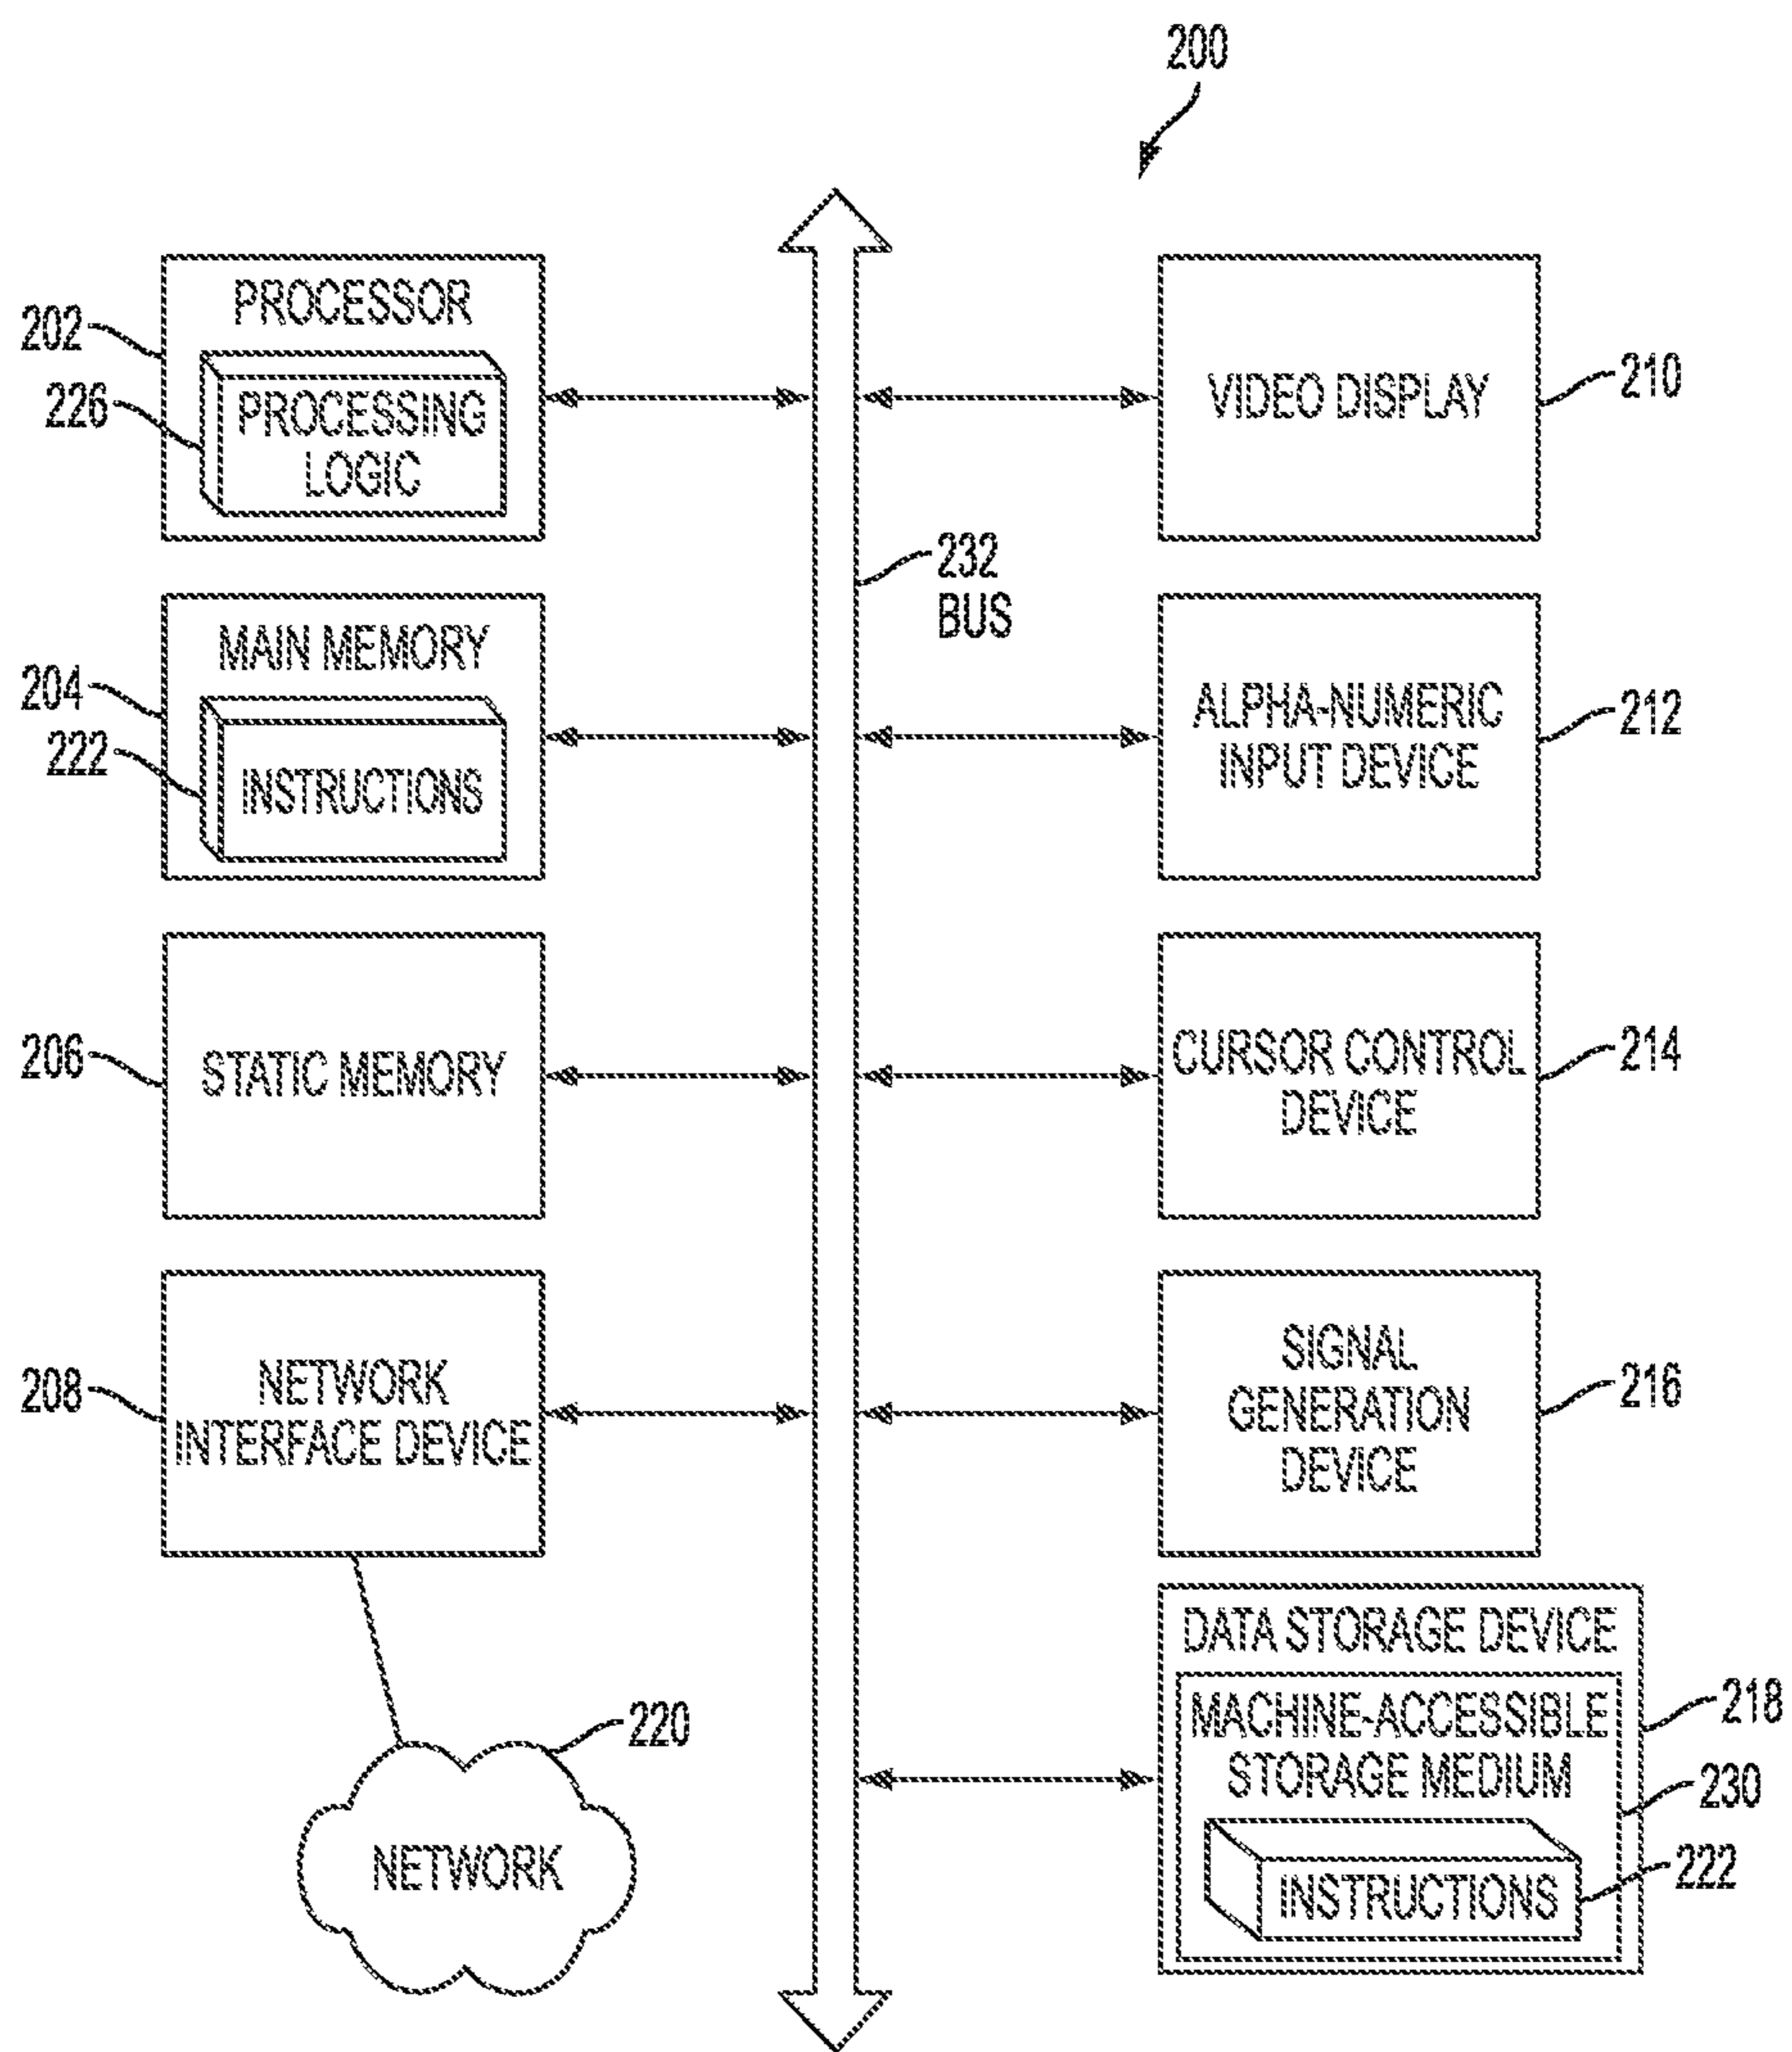 200
PROCESSOR
202
226
PROCESSING
LOGIC
VIDEO DISPLAY
210
232
BUS
MAIN MEMORY
204
222
INSTRUCTIONS
ALPHA-NUMERIC
INPUT DEVICE
212
206
STATIC MEMORY
CURSOR CONTROL
DEVICE
214
208
NETWORK
INTERFACE DEVICE
SIGNAL
GENERATION
DEVICE
216
220
NETWORK
DATA STORAGE DEVICE
MACHINE-ACCESSIBLE
STORAGE MEDIUM
218
230
INSTRUCTIONS
222